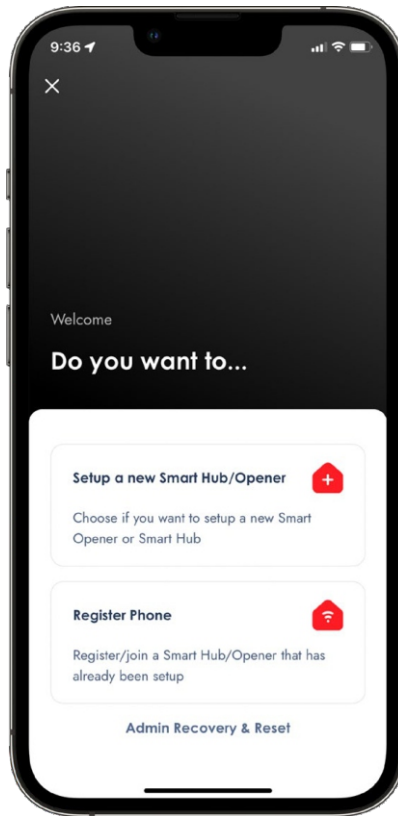 9:36
Welcome
Do you want to...
Setup a new Smart Hub/Opener
Choose if you want to setup a new Smart
Opener or Smart Hub
Register Phone
Register/join a Smart Hub/Opener that has
already been setup
Admin Recovery & Reset